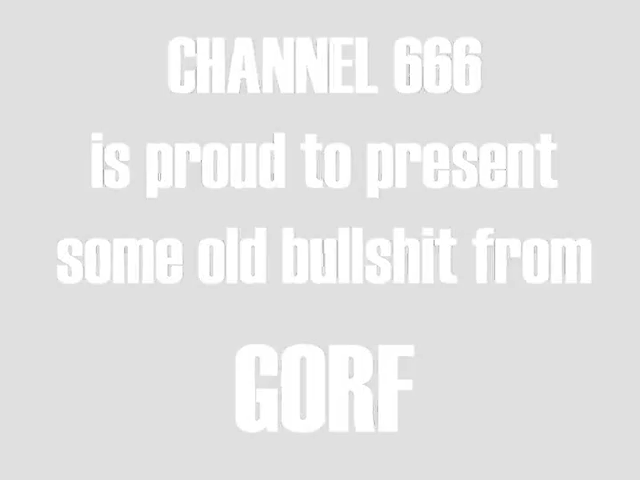 CHANNEL 666
is proud to present
some old bullshit from
GORF